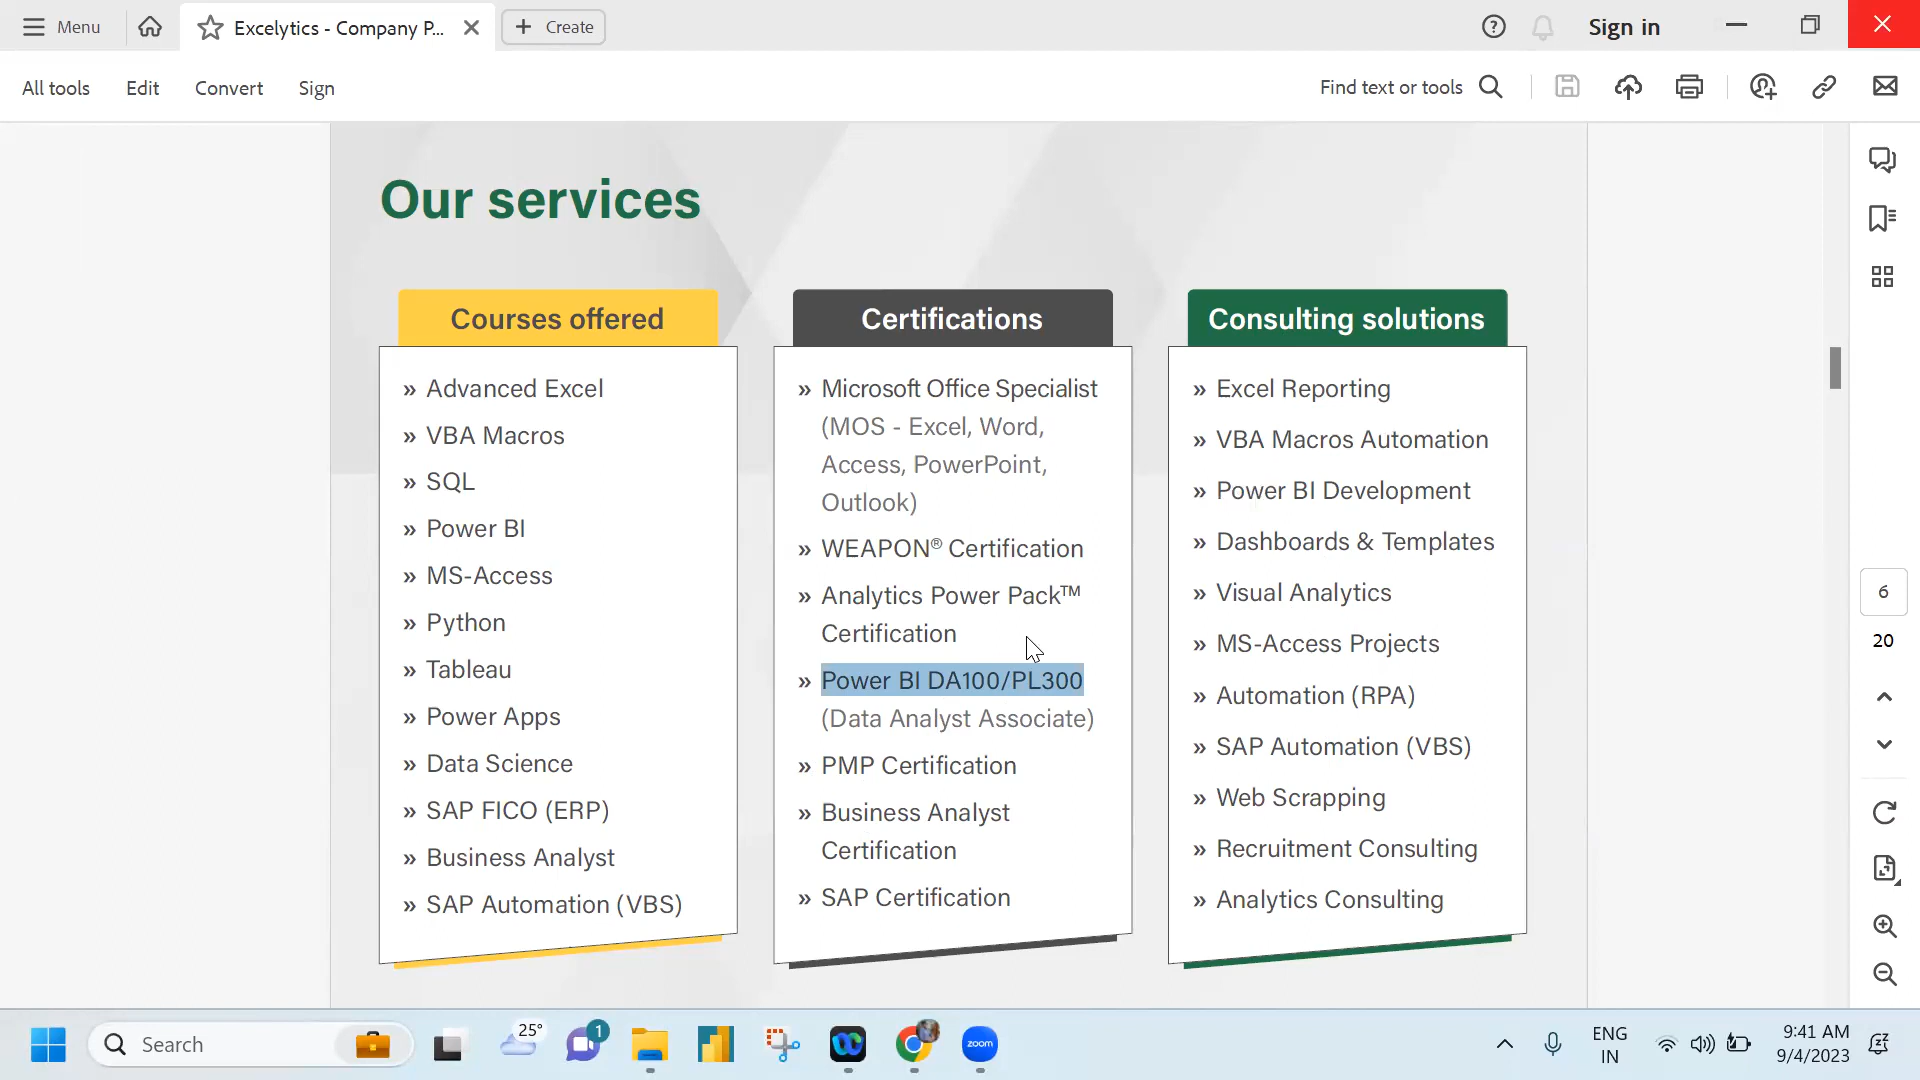 Menu
Excelytics - Company P...
Create
Sign in
All tools
Edit
Convert
Sign
Find text or tools
Our services
Courses offered
» Advanced Excel
» VBA Macros
» SQL
» Power BI
» MS-Access
» Python
» Tableau
» Power Apps
» Data Science
» SAP FICO (ERP)
» Business Analyst
» SAP Automation (VBS)
Certifications
» Microsoft Office Specialist
(MOS - Excel, Word,
Access, PowerPoint,
Outlook)
» WEAPON® Certification
» Analytics Power Pack™
Certification
» Power BI DA100/PL300
(Data Analyst Associate)
» PMP Certification
» Business Analyst
Certification
» SAP Certification
Consulting solutions
» Excel Reporting
» VBA Macros Automation
» Power BI Development
» Dashboards & Templates
» Visual Analytics
» MS-Access Projects
» Automation (RPA)
» SAP Automation (VBS)
» Web Scrapping
» Recruitment Consulting
» Analytics Consulting
6
20
Search
25°
1
zoom
ENG
IN
9:41 AM
9/4/2023